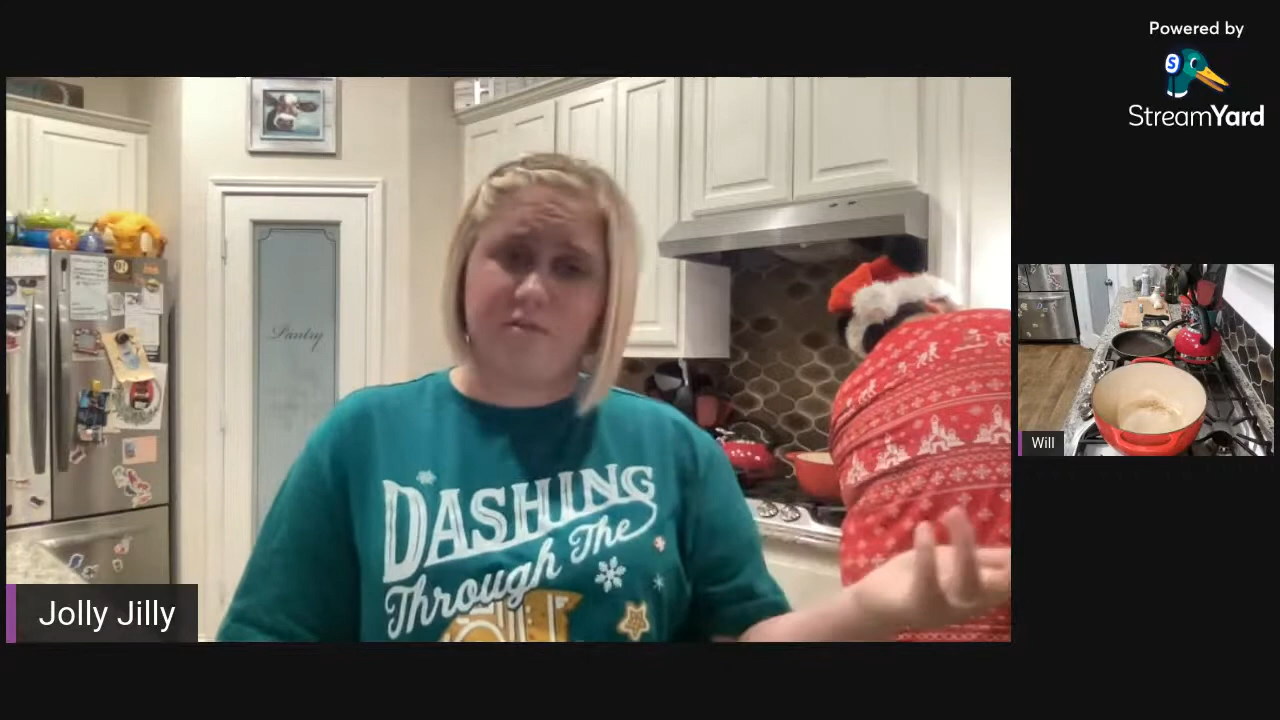 Powered by
S
StreamYard
H
Pantry
DASHING
Through The
Jolly Jilly
Will